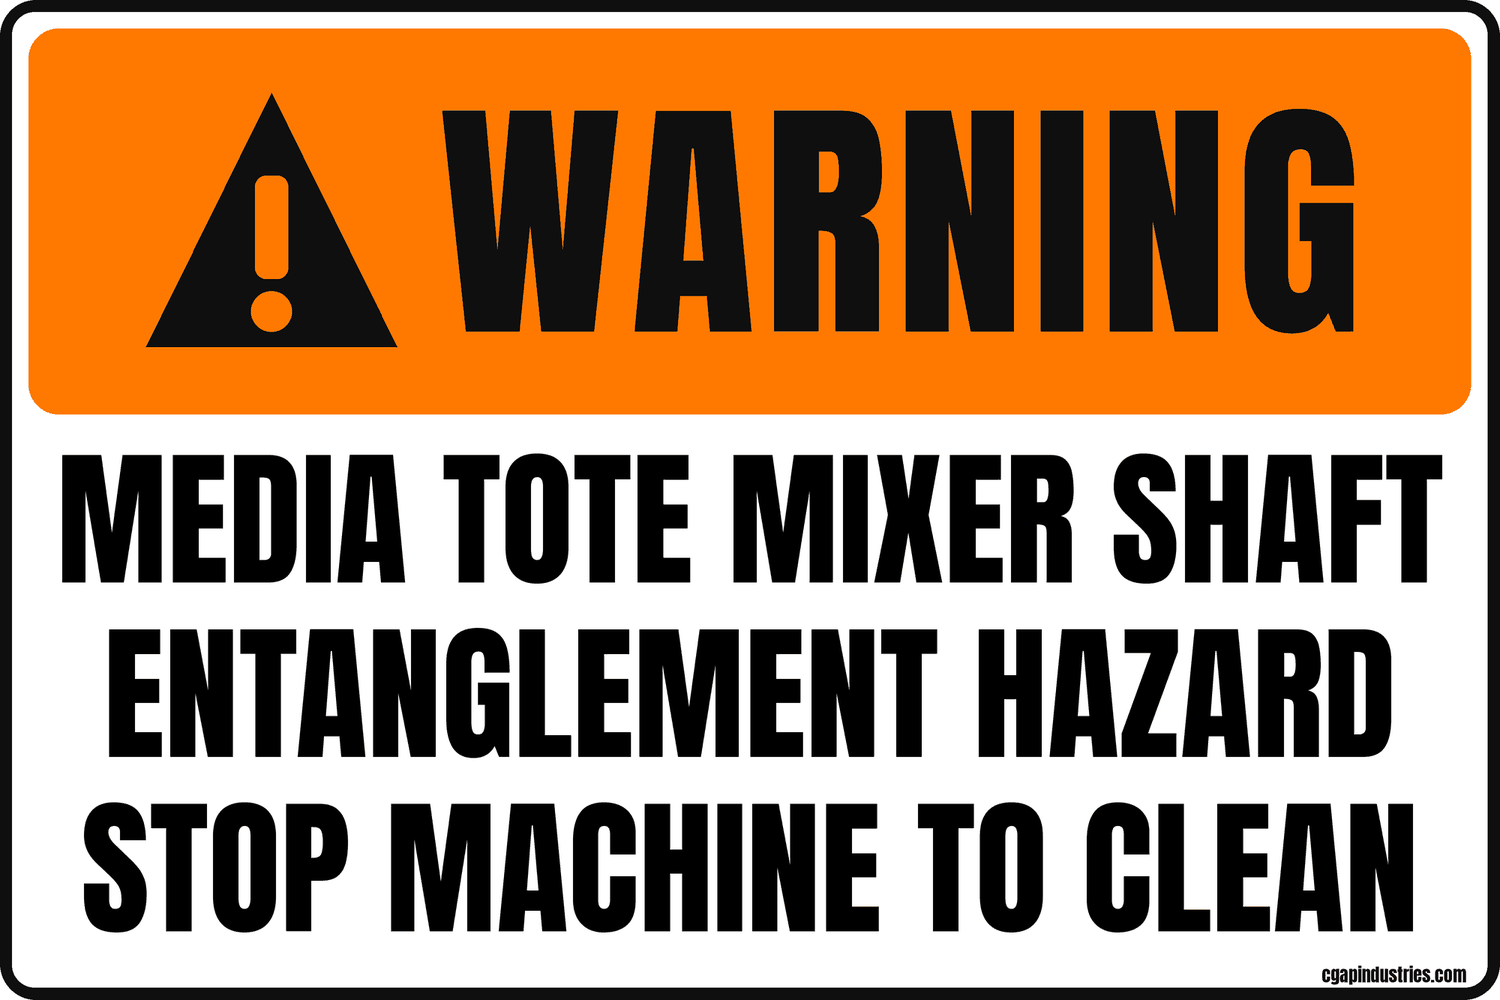 WARNING
MEDIA TOTE MIXER SHAFT
ENTANGLEMENT HAZARD
STOP MACHINE TO CLEAN
cgapindustries.com